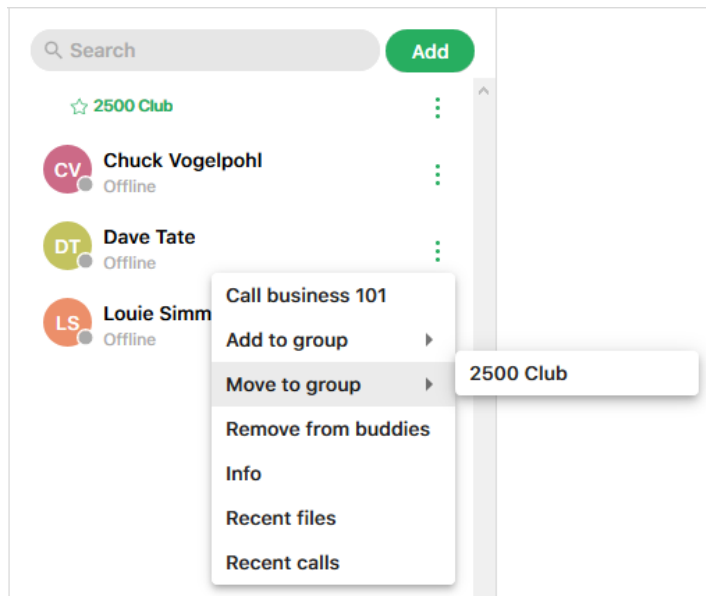 Search
Add
2500 Club
CV
Chuck Vogelpohl
Offline
DT
Dave Tate
Offline
LS
Louie Simm
Offline
Call business 101
Add to group
Move to group
2500 Club
Remove from buddies
Info
Recent files
Recent calls